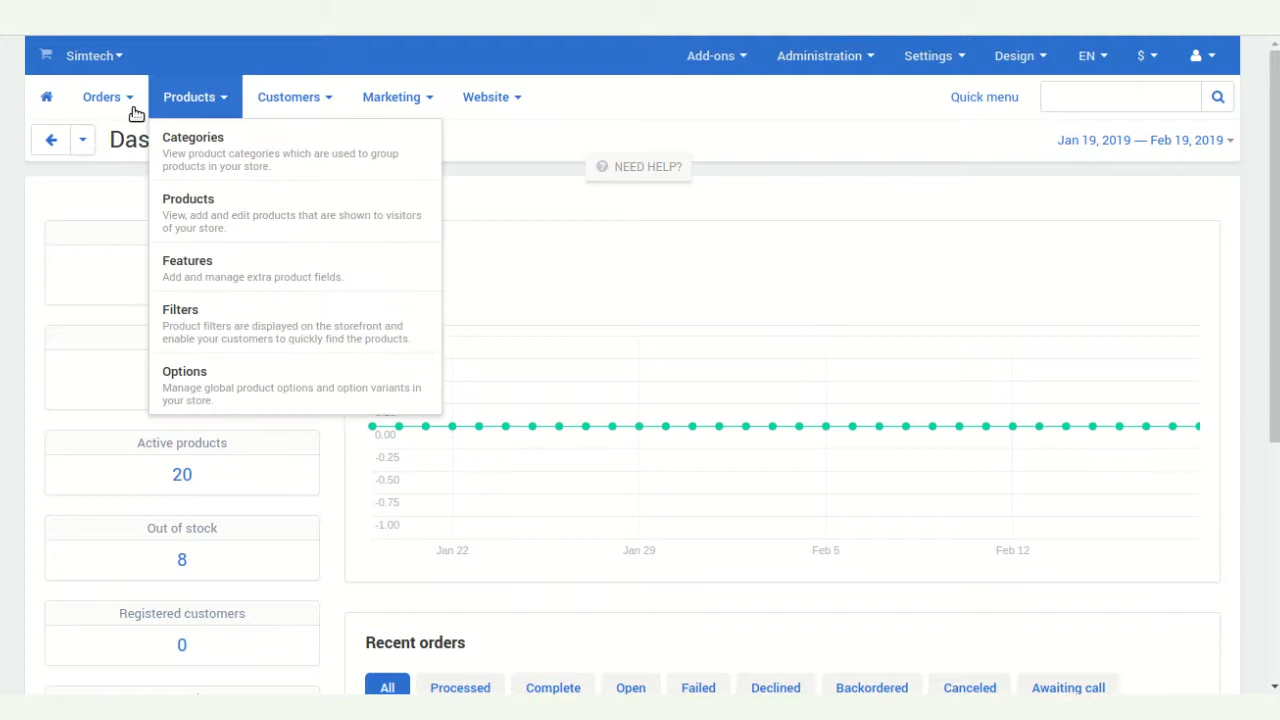 Simtech
Add-ons
Administration
Settings
Design
EN
$
Orders
Products
Customers
Marketing
Website
Quick menu
Das
Jan 19, 2019 — Feb 19, 2019
NEED HELP?
Categories
View product categories which are used to group
products in your store.
Products
View, add and edit products that are shown to visitors
of your store.
Features
Add and manage extra product fields.
Filters
Product filters are displayed on the storefront and
enable your customers to quickly find the products.
Options
Manage global product options and option variants in
your store.
Active products
20
Out of stock
8
Registered customers
0
0.00
-0.25
-0.50
-0.75
-1.00
Jan 22
Jan 29
Feb 5
Feb 12
Recent orders
All
Processed
Complete
Open
Failed
Declined
Backordered
Canceled
Awaiting call